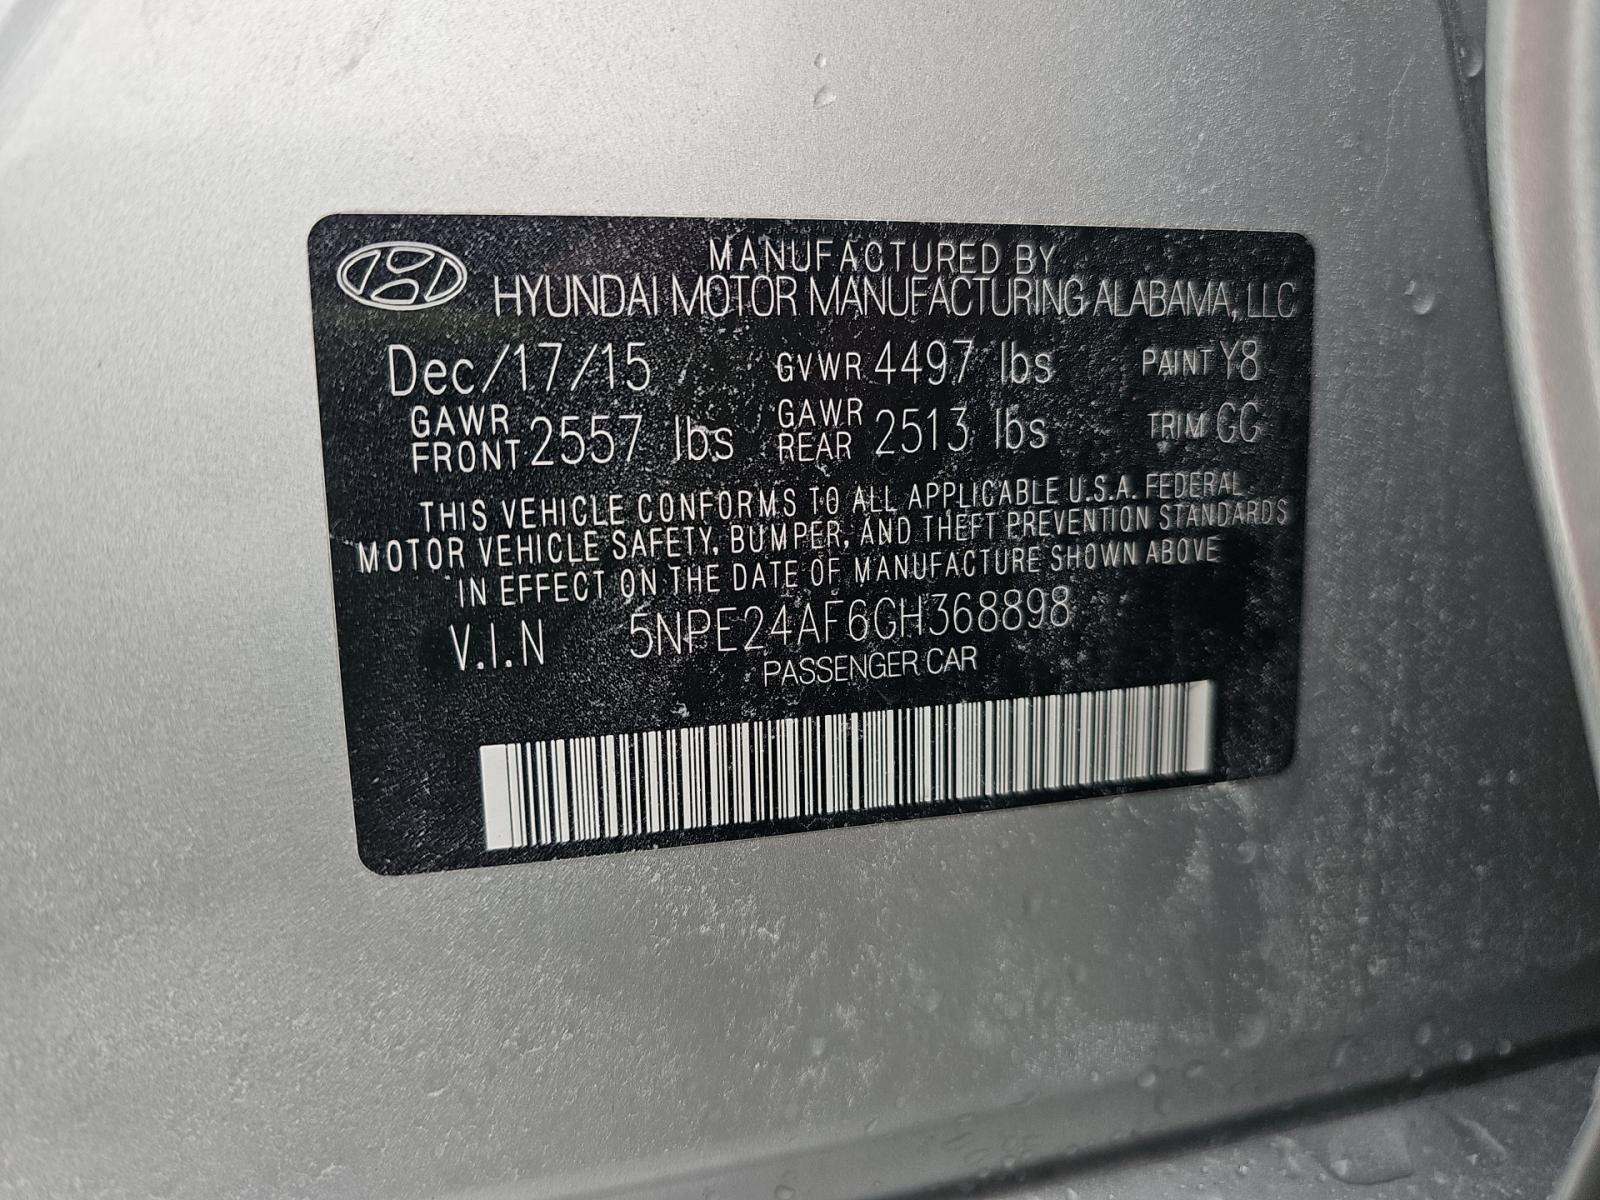 MANUFACTURED BY
HYUNDAI MOTOR MANUFACTURING ALABAMA, LLC
Dec/17/15 GVWR 4497 lbs PAINT Y8
GAWR FRONT 2557 lbs GAWR REAR 2513 lbs TRIM GG
THIS VEHICLE CONFORMS TO ALL APPLICABLE U.S.A. FEDERAL
MOTOR VEHICLE SAFETY, BUMPER, AND THEFT PREVENTION STANDARDS
IN EFFECT ON THE DATE OF MANUFACTURE SHOWN ABOVE
V.I.N 5NPE24AF6GH368898
PASSENGER CAR